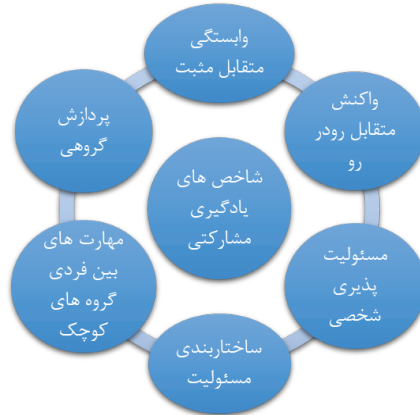 وابستگی
متقابل مثبت
واکنش
متقابل رودر
رو
مسئولیت
پذیری
شخصی
ساختاربندی
مسئولیت
مهارت های
بین فردی
گروه های
کوچک
پردازش
گروهی
شاخص های
یادگیری
مشارکتی